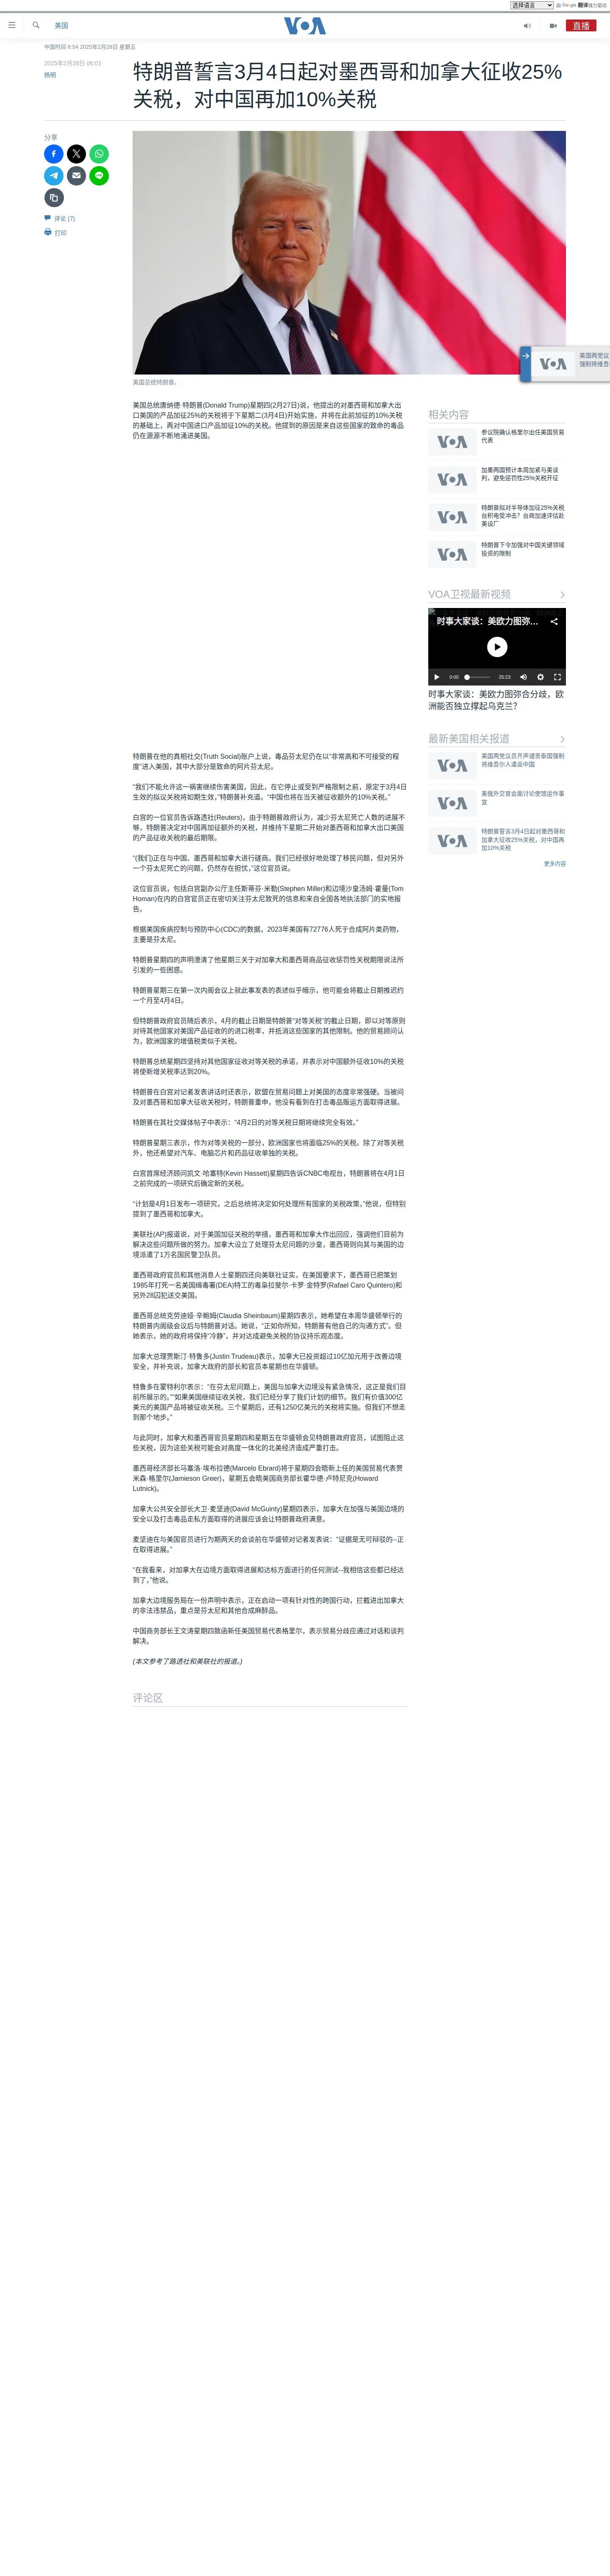 选择语言 由 Google 翻译强力驱动
美国
VOA
直播
中国时间 6:54 2025年2月28日 星期五
2025年2月28日 06:01
杨明
特朗普誓言3月4日起对墨西哥和加拿大征收25%
关税，对中国再加10%关税
分享
评论 (7)
打印
美国总统特朗普。
美国两党议
强制将维吾
美国总统唐纳德·特朗普(Donald Trump)星期四(2月27日)说，他提出的对墨西哥和加拿大出
口美国的产品加征25%的关税将于下星期二(3月4日)开始实施，并将在此前加征的10%关税
的基础上，再对中国进口产品加征10%的关税。他提到的原因是来自这些国家的致命的毒品
仍在源源不断地涌进美国。
特朗普在他的真相社交(Truth Social)账户上说，毒品芬太尼仍在以“非常高和不可接受的程
度”进入美国，其中大部分是致命的阿片芬太尼。
“我们不能允许这一祸害继续伤害美国，因此，在它停止或受到严格限制之前，原定于3月4日
生效的拟议关税将如期生效，”特朗普补充道。“中国也将在当天被征收额外的10%关税。”
白宫的一位官员告诉路透社(Reuters)，由于特朗普政府认为，减少芬太尼死亡人数的进展不
够，特朗普决定对中国再加征额外的关税，并维持下星期二开始对墨西哥和加拿大出口美国
的产品征收关税的最后期限。
“(我们)正在与中国、墨西哥和加拿大进行磋商。我们已经很好地处理了移民问题，但对另外
一个芬太尼死亡的问题，仍然存在担忧，”这位官员说。
这位官员说，包括白宫副办公厅主任斯蒂芬·米勒(Stephen Miller)和边境沙皇汤姆·霍曼(Tom
Homan)在内的白宫官员正在密切关注芬太尼致死的信息和来自全国各地执法部门的实地报
告。
根据美国疾病控制与预防中心(CDC)的数据，2023年美国有72776人死于合成阿片类药物，
主要是芬太尼。
特朗普星期四的声明澄清了他星期三关于对加拿大和墨西哥商品征收惩罚性关税期限说法所
引发的一些困惑。
特朗普星期三在第一次内阁会议上就此事发表的表述似乎暗示，他可能会将截止日期推迟约
一个月至4月4日。
但特朗普政府官员随后表示，4月的截止日期是特朗普“对等关税”的截止日期，即以对等原则
对待其他国家对美国产品征收的的进口税率，并抵消这些国家的其他限制。他的贸易顾问认
为，欧洲国家的增值税类似于关税。
特朗普总统星期四坚持对其他国家征收对等关税的承诺，并表示对中国额外征收10%的关税
将使新增关税率达到20%。
特朗普在白宫对记者发表讲话时还表示，欧盟在贸易问题上对美国的态度非常强硬。当被问
及对墨西哥和加拿大征收关税时，特朗普重申，他没有看到在打击毒品贩运方面取得进展。
特朗普在其社交媒体帖子中表示：“4月2日的对等关税日期将继续完全有效。”
特朗普星期三表示，作为对等关税的一部分，欧洲国家也将面临25%的关税。除了对等关税
外，他还希望对汽车、电脑芯片和药品征收单独的关税。
白宫首席经济顾问凯文·哈塞特(Kevin Hassett)星期四告诉CNBC电视台，特朗普将在4月1日
之前完成的一项研究后确定新的关税。
“计划是4月1日发布一项研究，之后总统将决定如何处理所有国家的关税政策，”他说，但特别
提到了墨西哥和加拿大。
美联社(AP)报道说，对于美国加征关税的举措，墨西哥和加拿大作出回应，强调他们目前为
解决这些问题所做的努力。加拿大设立了处理芬太尼问题的沙皇，墨西哥则向其与美国的边
境派遣了1万名国民警卫队员。
墨西哥政府官员和其他消息人士星期四还向美联社证实，在美国要求下，墨西哥已把策划
1985年打死一名美国缉毒署(DEA)特工的毒枭拉斐尔·卡罗·金特罗(Rafael Caro Quintero)和
另外28囚犯送交美国。
墨西哥总统克劳迪娅·辛鲍姆(Claudia Sheinbaum)星期四表示，她希望在本周华盛顿举行的
特朗普内阁级会议后与特朗普对话。她说，“正如你所知，特朗普有他自己的沟通方式”。但
她表示，她的政府将保持“冷静”，并对达成避免关税的协议持乐观态度。
加拿大总理贾斯汀·特鲁多(Justin Trudeau)表示，加拿大已投资超过10亿加元用于改善边境
安全，并补充说，加拿大政府的部长和官员本星期也在华盛顿。
特鲁多在蒙特利尔表示：“在芬太尼问题上，美国与加拿大边境没有紧急情况，这正是我们目
前所展示的。”“如果美国继续征收关税，我们已经分享了我们计划的细节。我们有价值300亿
美元的美国产品将被征收关税。三个星期后，还有1250亿美元的关税将实施。但我们不想走
到那个地步。”
与此同时，加拿大和墨西哥官员星期四和星期五在华盛顿会见特朗普政府官员，试图阻止这
些关税，因为这些关税可能会对高度一体化的北美经济造成严重打击。
墨西哥经济部长马塞洛·埃布拉德(Marcelo Ebrard)将于星期四会晤新上任的美国贸易代表贾
米森·格里尔(Jamieson Greer)，星期五会晤美国商务部长霍华德·卢特尼克(Howard
Lutnick)。
加拿大公共安全部长大卫·麦坚迪(David McGuinty)星期四表示，加拿大在加强与美国边境的
安全以及打击毒品走私方面取得的进展应该会让特朗普政府满意。
麦坚迪在与美国官员进行为期两天的会谈前在华盛顿对记者发表说：“证据是无可辩驳的--正
在取得进展。”
“在我看来，对加拿大在边境方面取得进展和达标方面进行的任何测试--我相信这些都已经达
到了，”他说。
加拿大边境服务局在一份声明中表示，正在启动一项有针对性的跨国行动，拦截进出加拿大
的非法违禁品，重点是芬太尼和其他合成麻醉品。
中国商务部长王文涛星期四致函新任美国贸易代表格里尔，表示贸易分歧应通过对话和谈判
解决。
(本文参考了路透社和美联社的报道。)
评论区
相关内容
参议院确认格里尔出任美国贸易
代表
加墨两国预计本周加紧与美谈
判，避免惩罚性25%关税开征
特朗普拟对半导体加征25%关税
台积电受冲击？台商加速评估赴
美设厂
特朗普下令加强对中国关键领域
投资的限制
VOA卫视最新视频
时事大家谈：美欧力图弥…
0:00 25:23
时事大家谈：美欧力图弥合分歧，欧
洲能否独立撑起乌克兰？
最新美国相关报道
美国两党议员齐声谴责泰国强制
将维吾尔人遣返中国
美俄外交官会面讨论使馆运作事
宜
特朗普誓言3月4日起对墨西哥和
加拿大征收25%关税，对中国再
加10%关税
更多内容